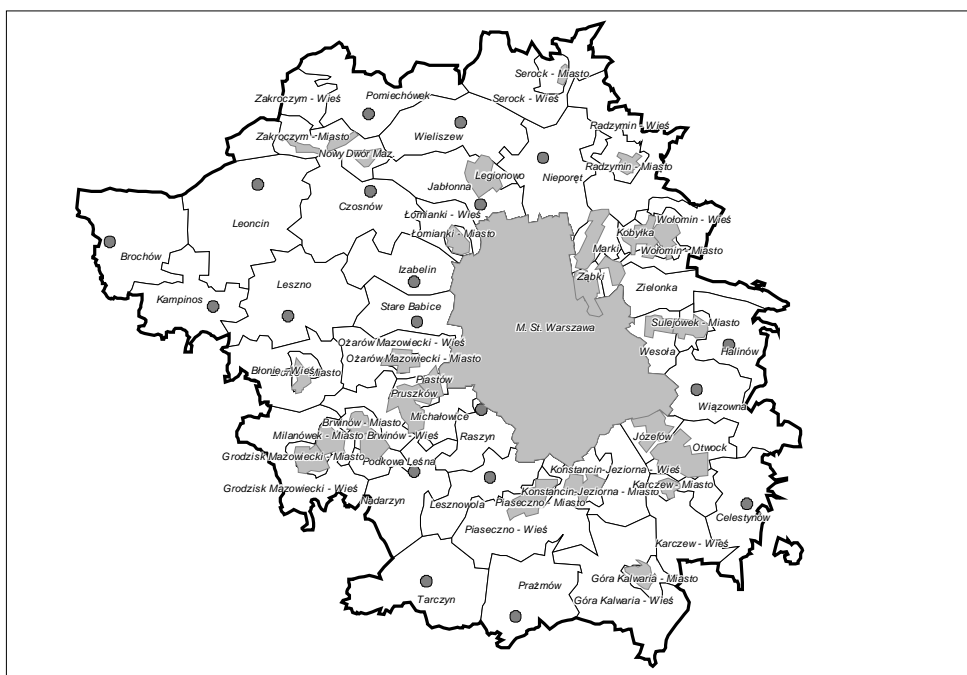 Serock - Miasto
Zakroczym - Wieś
Pomiechówek
Serock - Wieś
Radzymin - Wieś
Zakroczym - Miasto
Wieliszew
Nowy Dwór Maz.
Radzymin - Miasto
Legionowo
Nieporęt
Jabłonna
Czosnów
Łomianki - Wieś
Wołomin - Wieś
Leoncin
Łomianki - Miasto
Kobyłka
Marki
Wołomin - Miasto
Brochów
Izabelin
Ząbki
Leszno
Zielonka
Kampinos
Stare Babice
Sulejówek - Miasto
M. St. Warszawa
Ożarów Mazowiecki - Wieś
Wesoła
Halinów
Ożarów Mazowiecki - Miasto
Błonie - Wieś
Miasto
Piastów
Pruszków
Wiązowna
Michałowice
Brwinów - Miasto
Milanówek - Miasto
Brwinów - Wieś
Raszyn
Józefów
Otwock
Grodzisk Mazowiecki - Miasto
Podkowa Leśna
Konstancin-Jeziorna - Wieś
Grodzisk Mazowiecki - Wieś
Karczew - Miasto
Konstancin-Jeziorna - Miasto
Nadarzyn
Lesznowola
Piaseczno - Miasto
Celestynów
Piaseczno - Wieś
Karczew - Wieś
Góra Kalwaria - Miasto
Prażmów
Tarczyn
Góra Kalwaria - Wieś